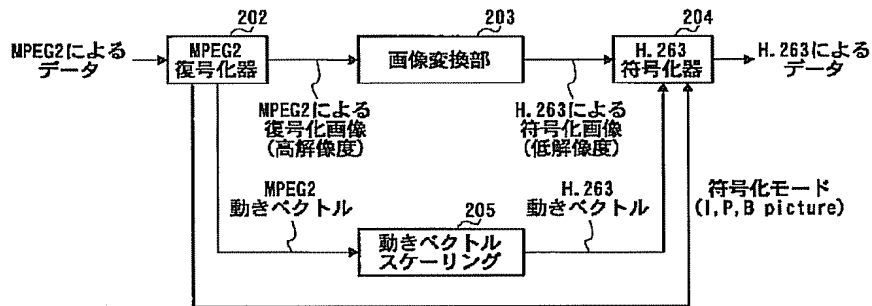 202
203
204
MPEG2による
データ
MPEG2
復号化器
画像変換部
H.263
符号化器
H.263による
データ
MPEG2による
復号化画像
(高解像度)
H.263による
符号化画像
(低解像度)
MPEG2
動きベクトル
205
動きベクトル
スケーリング
H.263
動きベクトル
符号化モード
(I,P,B picture)